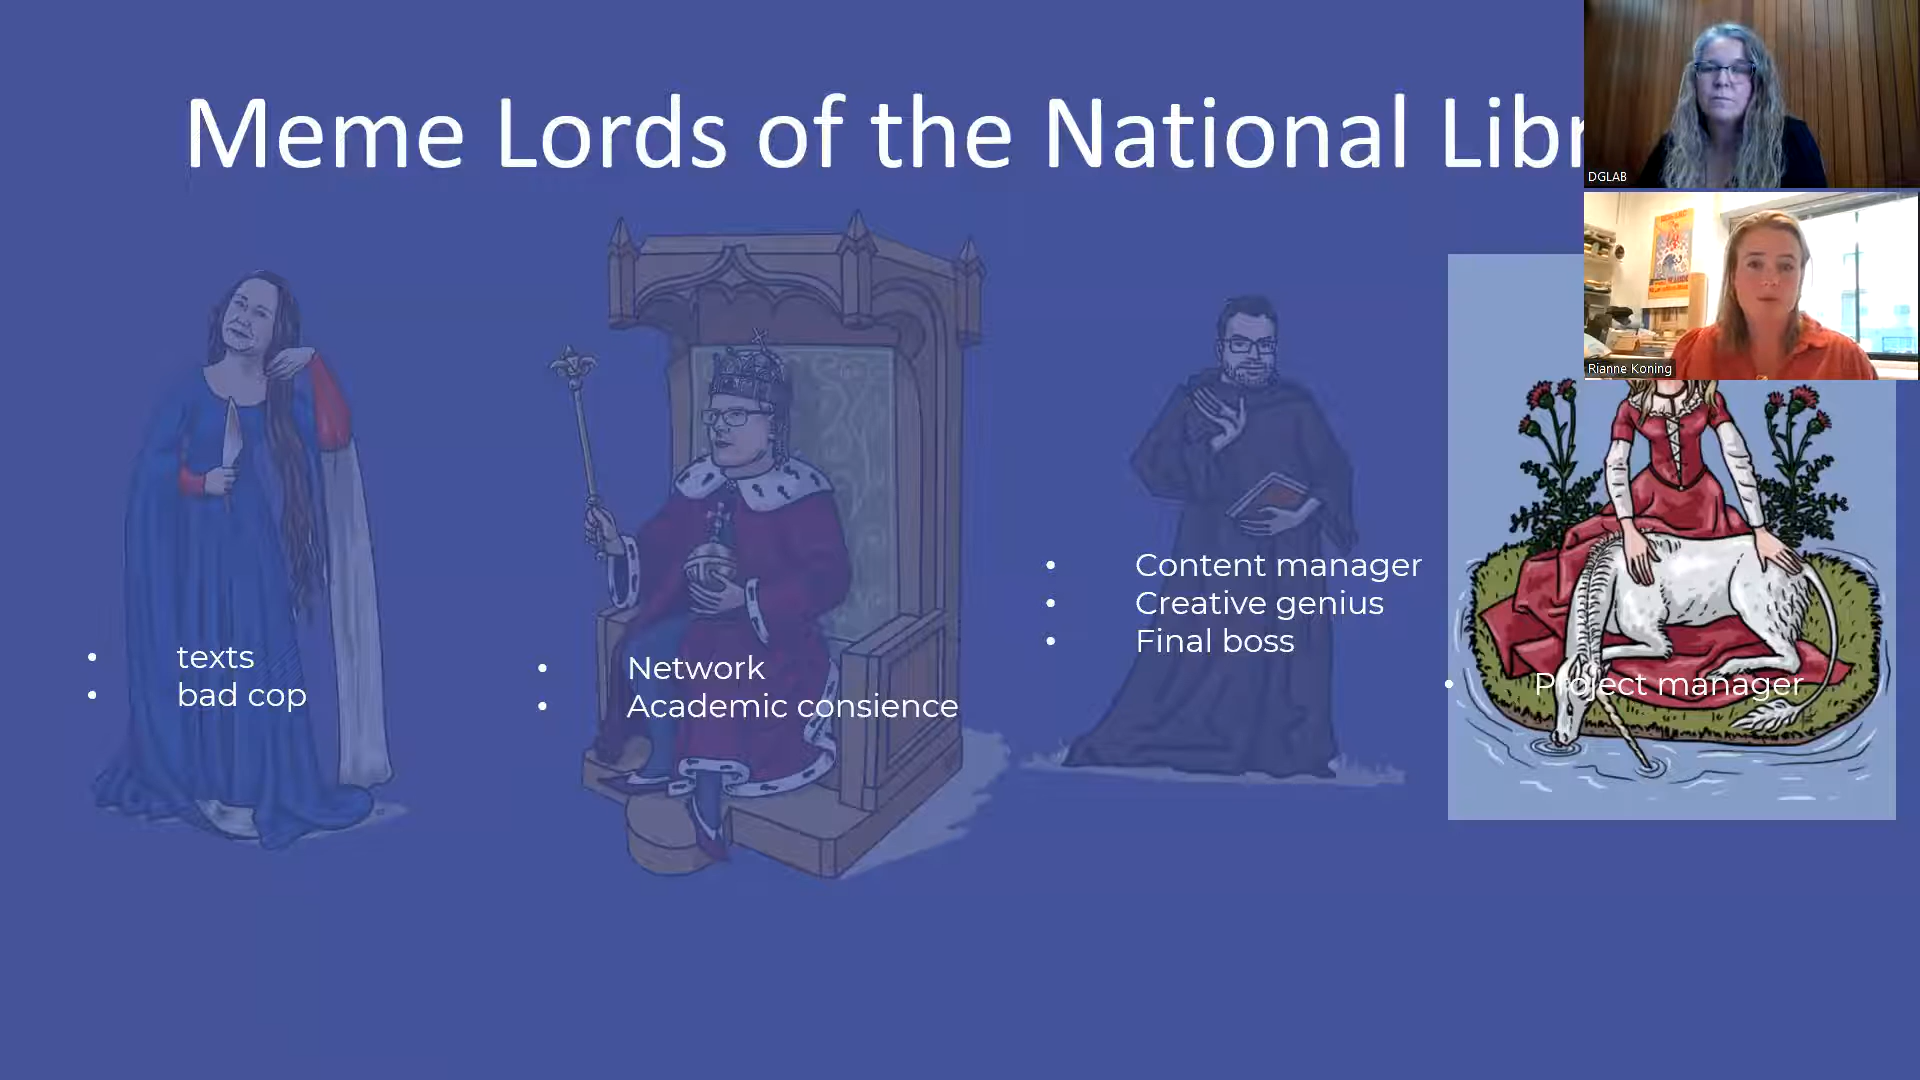 Meme Lords of the National Libr
DGLAB
Rianne Koning
• texts
• bad cop
• Network
• Academic consience
• Content manager
• Creative genius
• Final boss
• Project manager